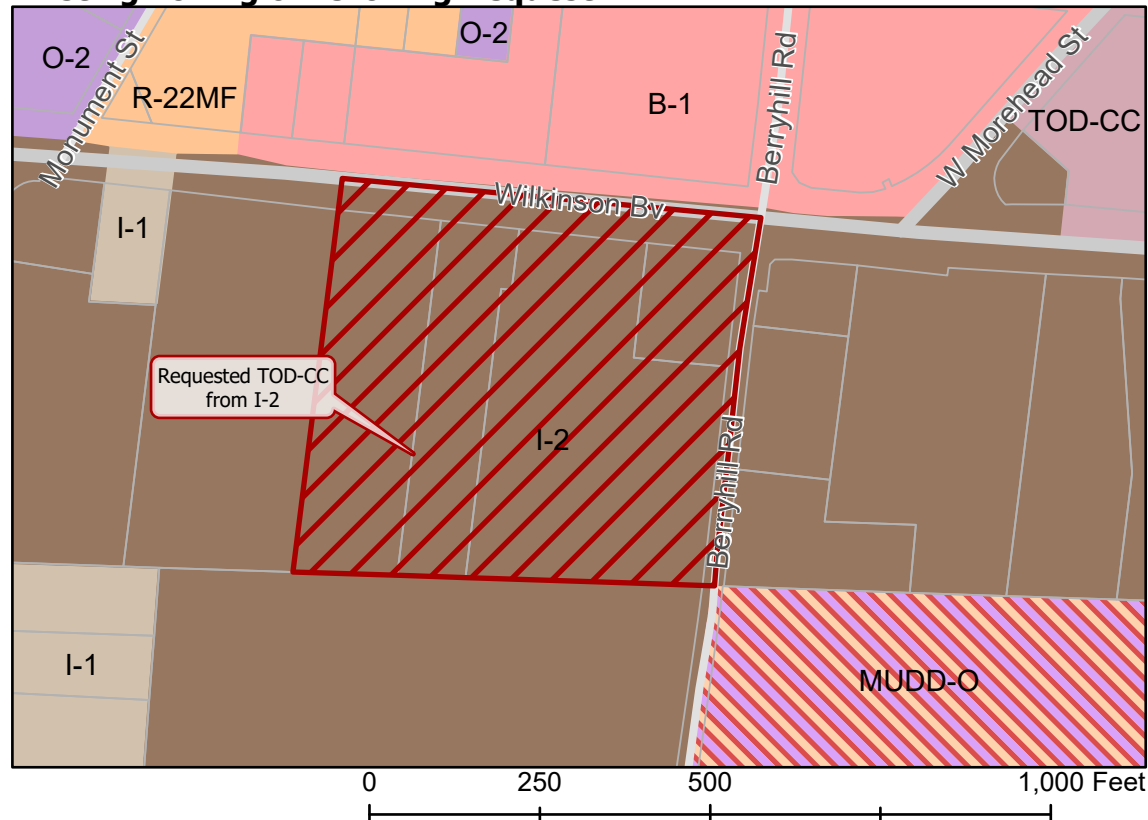 O-2
Monument St
R-22MF
O-2
B-1
Berryhill Rd
W Morehead St
TOD-CC
Wilkinson Bv
I-1
Requested TOD-CC
from I-2
I-2
Berryhill Rd
I-1
MUDD-O
0 250 500 1,000 Feet